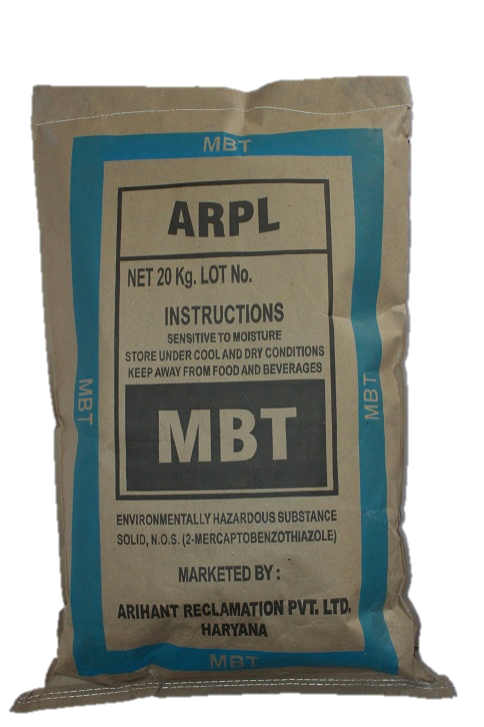 MBT
ARPL
NET 20 Kg. LOT No.
INSTRUCTIONS
SENSITIVE TO MOISTURE
STORE UNDER COOL AND DRY CONDITIONS
KEEP AWAY FROM FOOD AND BEVERAGES
MBT
MBT
MBT
ENVIRONMENTALLY HAZARDOUS SUBSTANCE
SOLID, N.O.S. (2-MERCAPTOBENZOTHIAZOLE)
MARKETED BY :
ARIHANT RECLAMATION PVT. LTD.
HARYANA
MBT